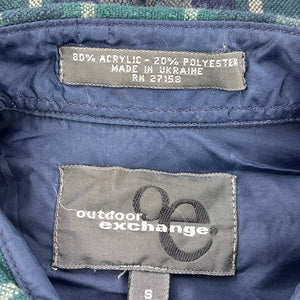 80% ACRYLIC - 20% POLYESTER
MADE IN UKRAINE
RN 27158
oe
outdoor
exchange
S